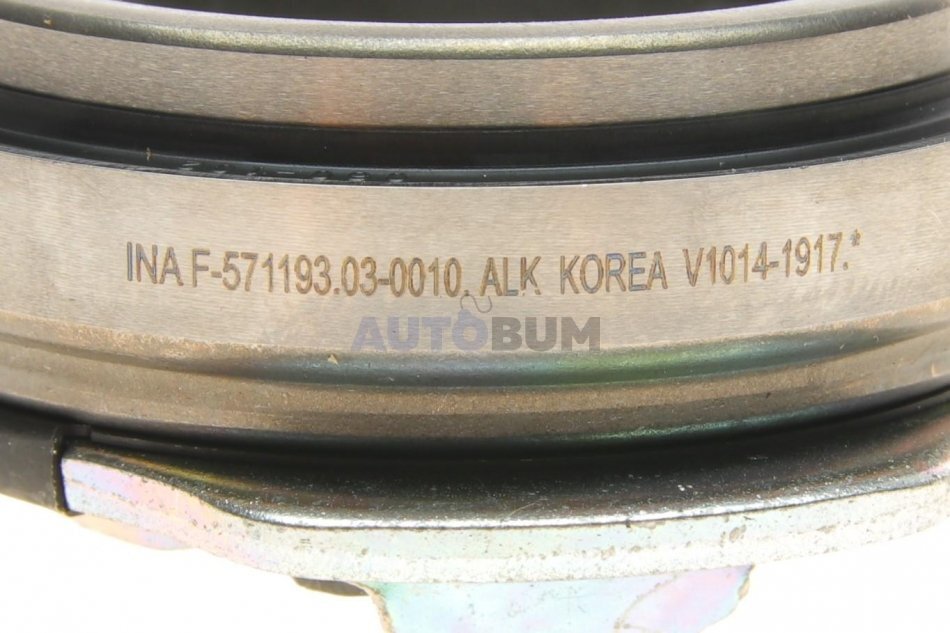 INA F-571193.03-0010. ALK KOREA V1014-1917.*
AUTOBUM